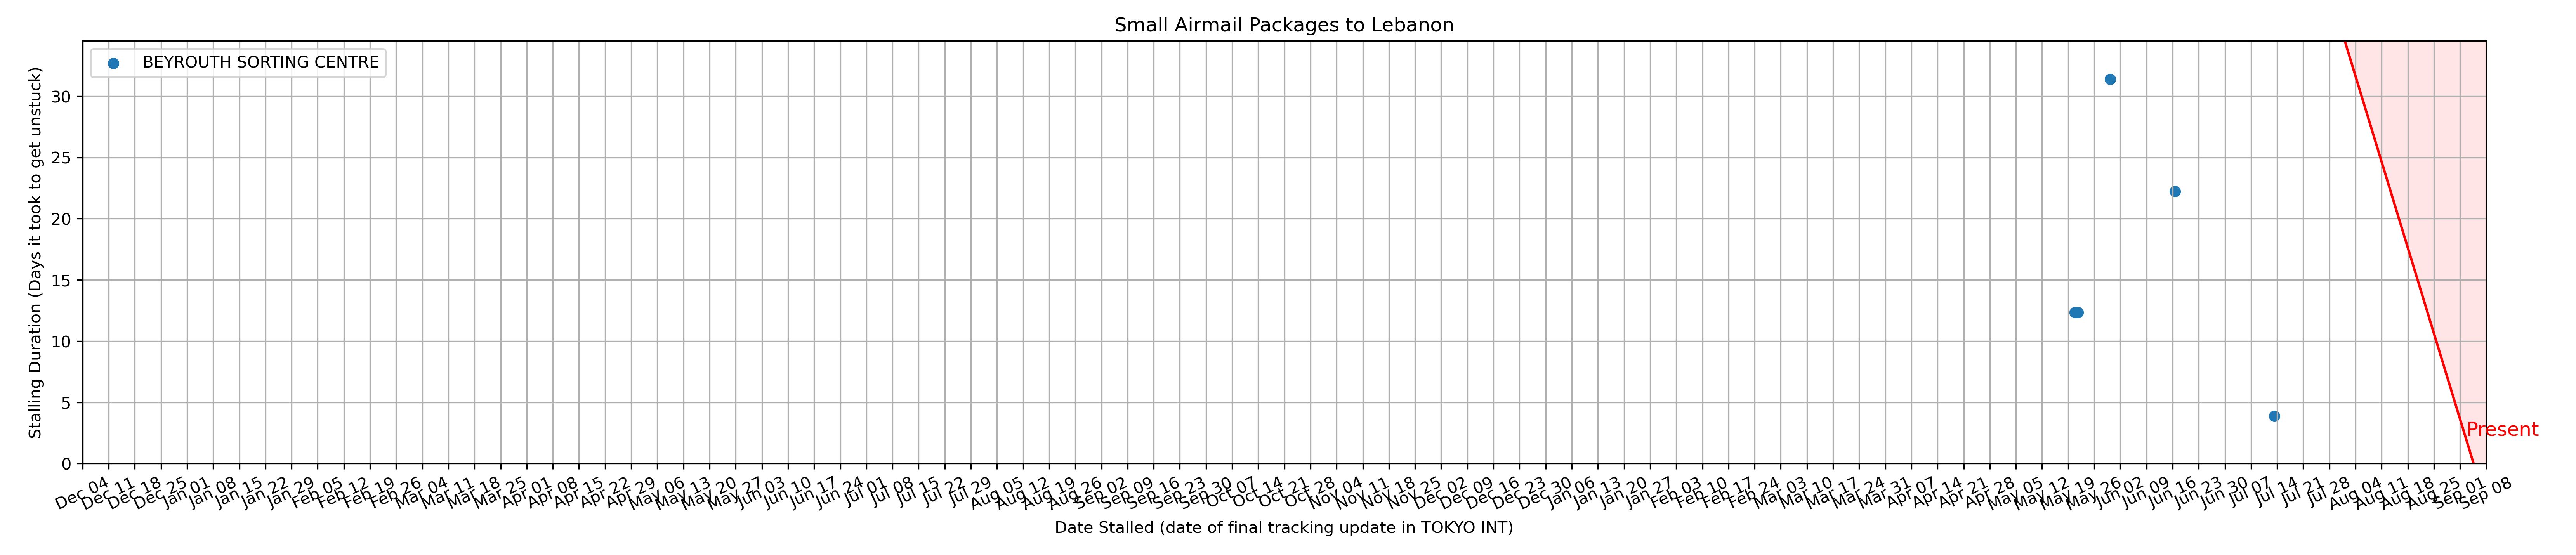 Small Airmail Packages to Lebanon
BEYROUTH SORTING CENTRE
Stalling Duration (Days it took to get unstuck)
30
25
20
15
10
5
0
Present
Dec 04 Dec 11 Dec 18 Dec 25 Jan 01 Jan 08 Jan 15 Jan 22 Jan 29 Feb 05 Feb 12 Feb 19 Feb 26 Mar 04 Mar 11 Mar 18 Mar 25 Apr 01 Apr 08 Apr 15 Apr 22 Apr 29 May 06 May 13 May 20 May 27 Jun 03 Jun 10 Jun 17 Jun 24 Jul 01 Jul 08 Jul 15 Jul 22 Jul 29 Aug 05 Aug 12 Aug 19 Aug 26 Sep 02 Sep 09 Sep 16 Sep 23 Sep 30 Oct 07 Oct 14 Oct 21 Oct 28 Nov 04 Nov 11 Nov 18 Nov 25 Dec 02 Dec 09 Dec 16 Dec 23 Dec 30 Jan 06 Jan 13 Jan 20 Jan 27 Feb 03 Feb 10 Feb 17 Feb 24 Mar 03 Mar 10 Mar 17 Mar 24 Mar 31 Apr 07 Apr 14 Apr 21 Apr 28 May 05 May 12 May 19 May 26 Jun 02 Jun 09 Jun 16 Jun 23 Jun 30 Jul 07 Jul 14 Jul 21 Jul 28 Aug 04 Aug 11 Aug 18 Aug 25 Sep 01 Sep 08
Date Stalled (date of final tracking update in TOKYO INT)